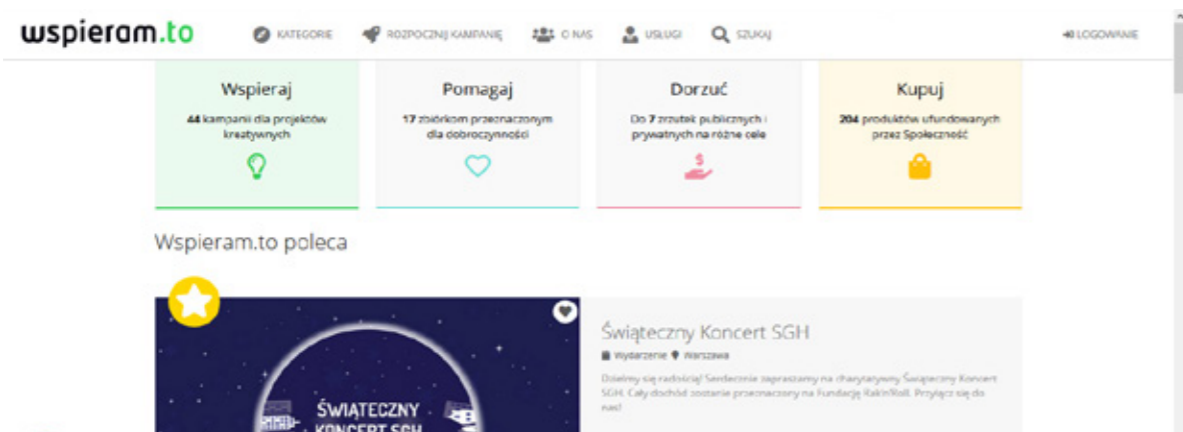 wspieram.to KATEGORIE ROZPOCZNIJ KAMPANIĘ O NAS USŁUGI SZUKAJ LOGOWANIE
Wspieraj
44 kampanii dla projektów
kreatywnych
Pomagaj
17 zbiórkom przeznaczonym
dla dobroczynności
Dorzuć
Do 7 zrzutek publicznych i
prywatnych na różne cele
Kupuj
204 produktów ufundowanych
przez Społeczność
Wspieram.to poleca
ŚWIĄTECZNY
KONCERT SGH
Świąteczny Koncert SGH
Wydarzenie Warszawa
Dzielmy się radością! Serdecznie zapraszamy na charytatywny Świąteczny Koncert
SGH. Cały dochód zostanie przeznaczony na Fundację Rak'n'Roll. Przyłącz się do
nas!